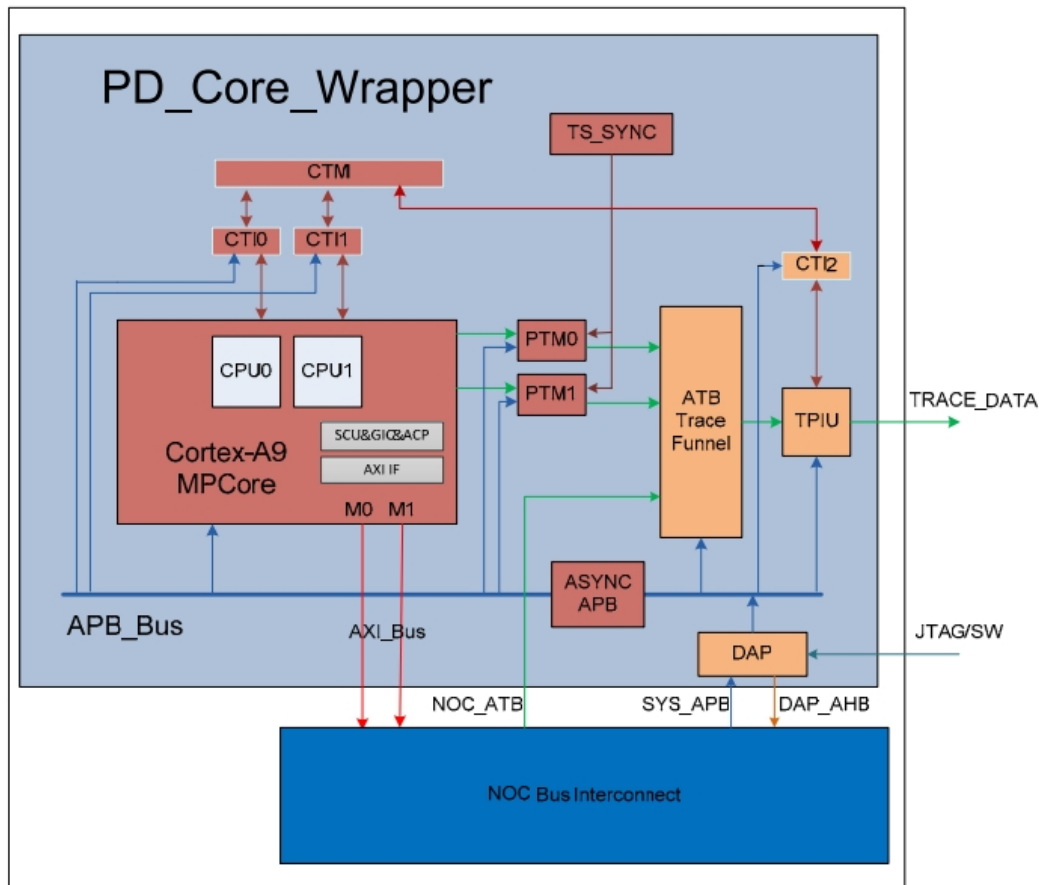 PD_Core_Wrapper
TS_SYNC
CTMI
CTI0
CTI1
CTI2
CPU0
CPU1
SCU&GIC&ACP
AXI IF
Cortex-A9
MPCore
M0
M1
PTM0
PTM1
ATB
Trace
Funnel
TPIU
TRACE_DATA
ASYNC
APB
APB_Bus
AXI_Bus
DAP
JTAG/SW
NOC_ATB
SYS_APB
DAP_AHB
NOC Bus Interconnect